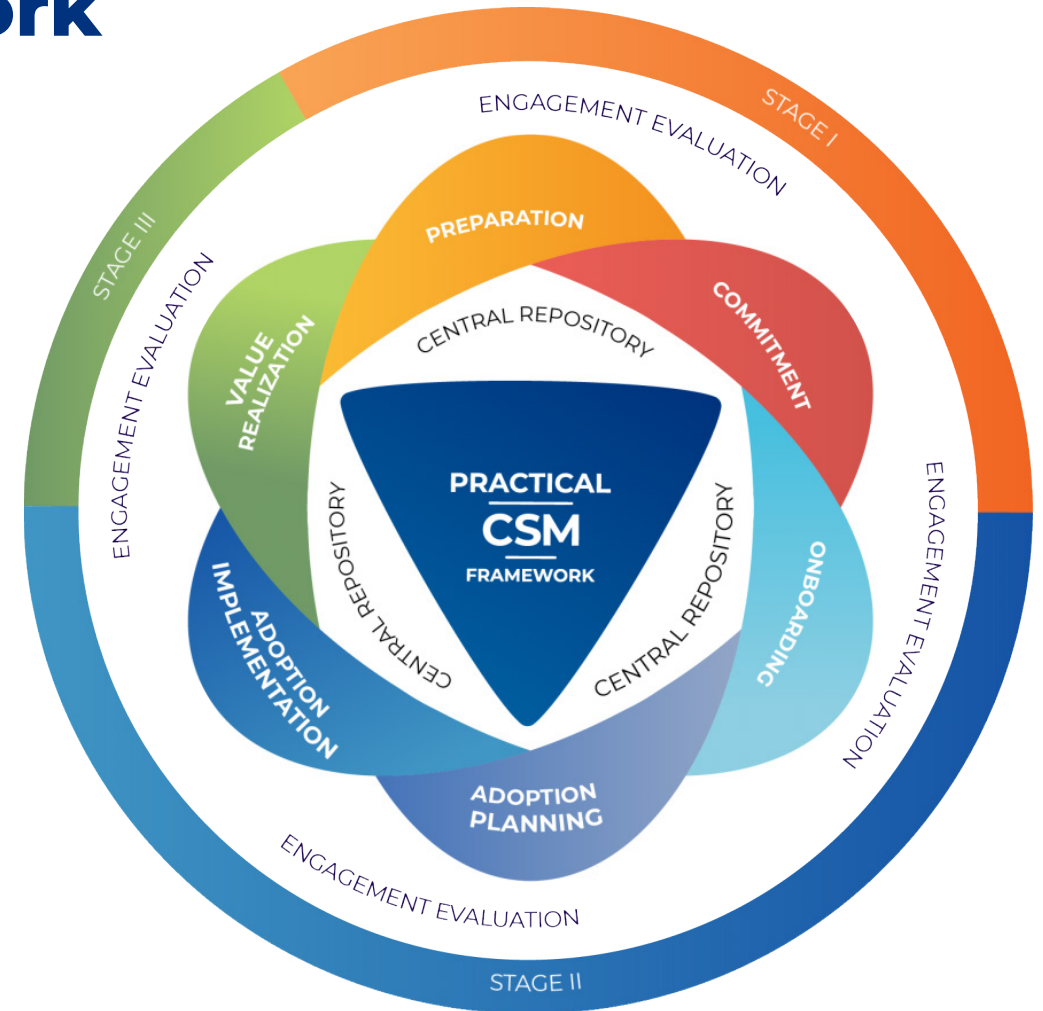 ork
STAGE I
ENGAGEMENT EVALUATION
PREPARATION
COMMITMENT
CENTRAL REPOSITORY
STAGE III
ENGAGEMENT EVALUATION
VALUE
REALIZATION
PRACTICAL
CSM
FRAMEWORK
CENTRAL REPOSITORY
CENTRAL REPOSITORY
ENGAGEMENT EVALUATION
ONBOARDING
ADOPTION
IMPLEMENTATION
ADOPTION
PLANNING
ENGAGEMENT EVALUATION
STAGE II